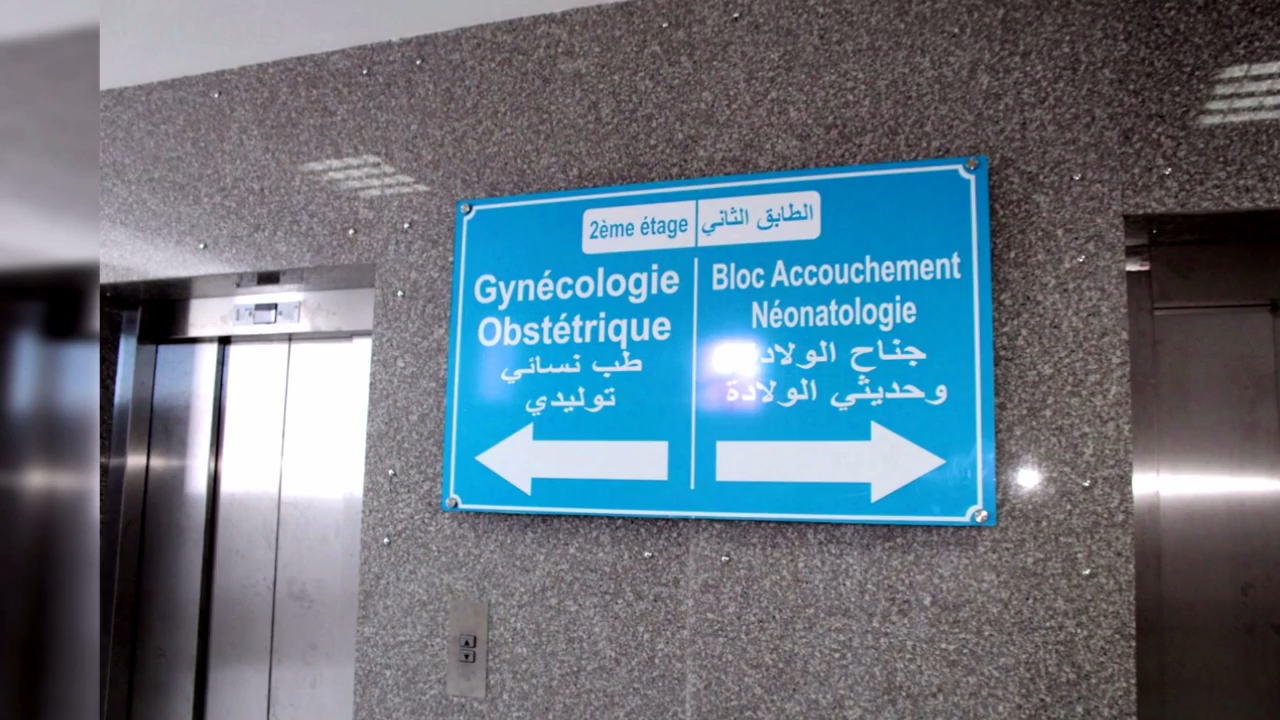 2ème étage الطابق الثاني
Gynécologie
Obstétrique
طب نسائي
توليدي
Bloc Accouchement
Néonatologie
جناح الولادة
وحديثي الولادة